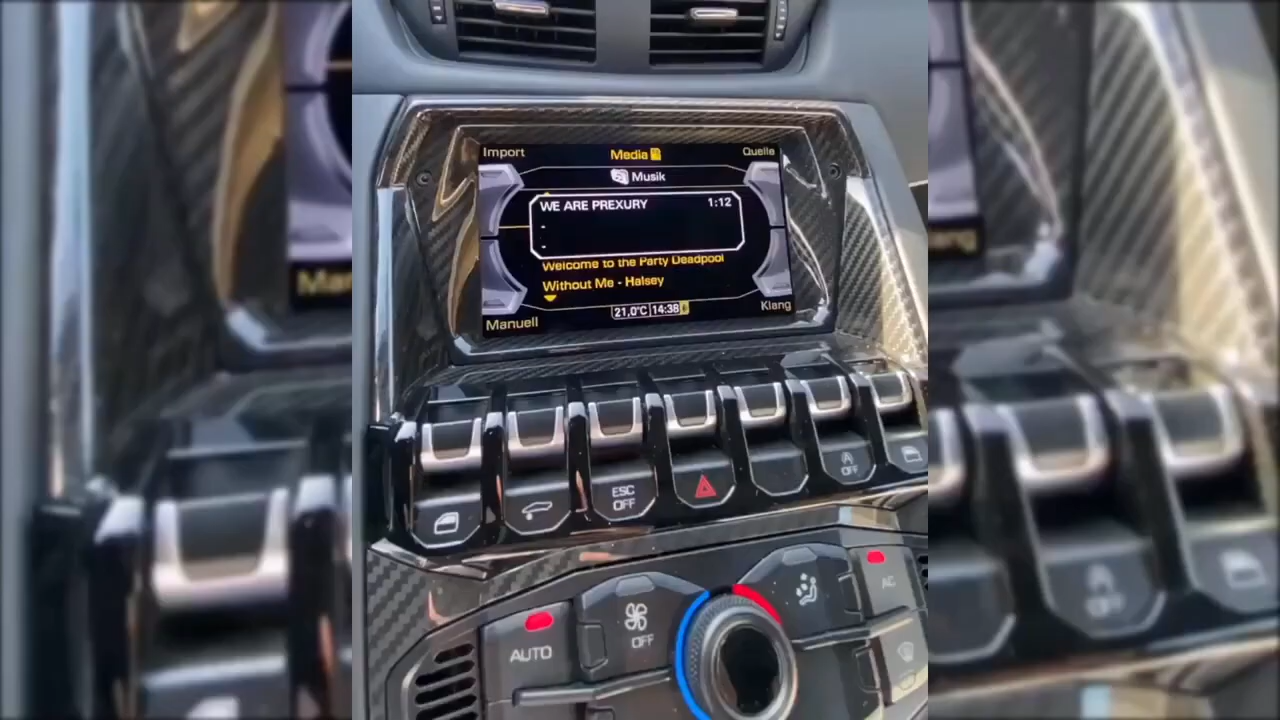 Import Media Quelle
Musik
WE ARE PREXURY 1:12
Welcome to the Party Deadpool
Without Me - Halsey
Manuell 21,0°C 14:38 Klang
ESC
OFF
OFF
AUTO
OFF
AC